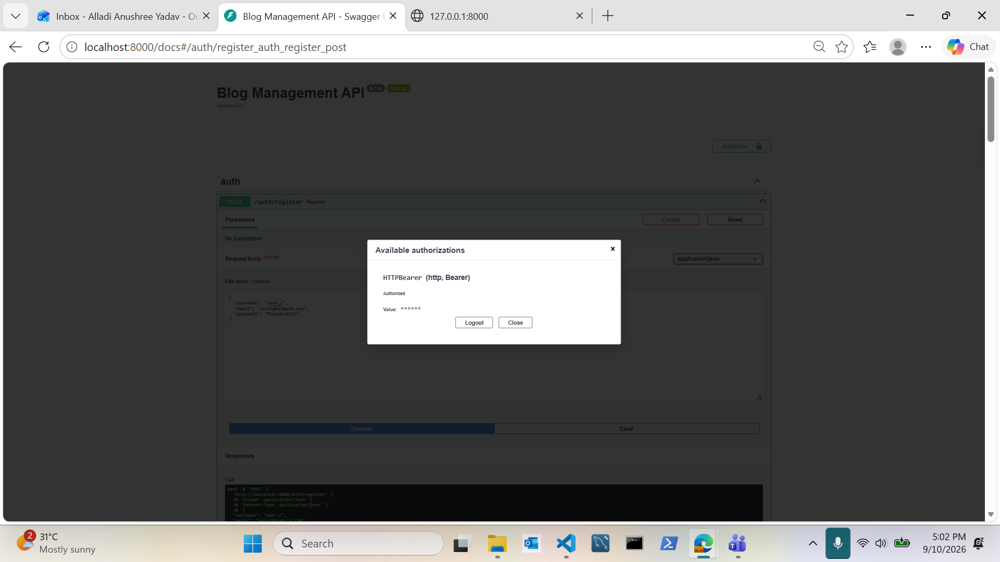 Inbox - Alladi Anushree Yadav - Ou
Blog Management API - Swagger U
127.0.0.1:8000
localhost:8000/docs#/auth/register_auth_register_post
Chat
Blog Management API 0.1.0 OAS 3.1
/openapi.json
Authorize
auth
POST /auth/register Register
Parameters
Cancel
Reset
No parameters
Request body required
application/json
Edit Value | Schema
{
"username": "user_c",
"email": "userc@example.com",
"password": "Password123"
}
Available authorizations
x
HTTPBearer (http, Bearer)
Authorized
Value: ******
Logout
Close
Execute
Clear
Responses
Curl
curl -X 'POST' \
'http://localhost:8000/auth/register' \
-H 'accept: application/json' \
-H 'Content-Type: application/json' \
-d '{
"username": "user_c",
"email": "userc@example.com",
2
31°C
Mostly sunny
Search
5:02 PM
9/10/2026